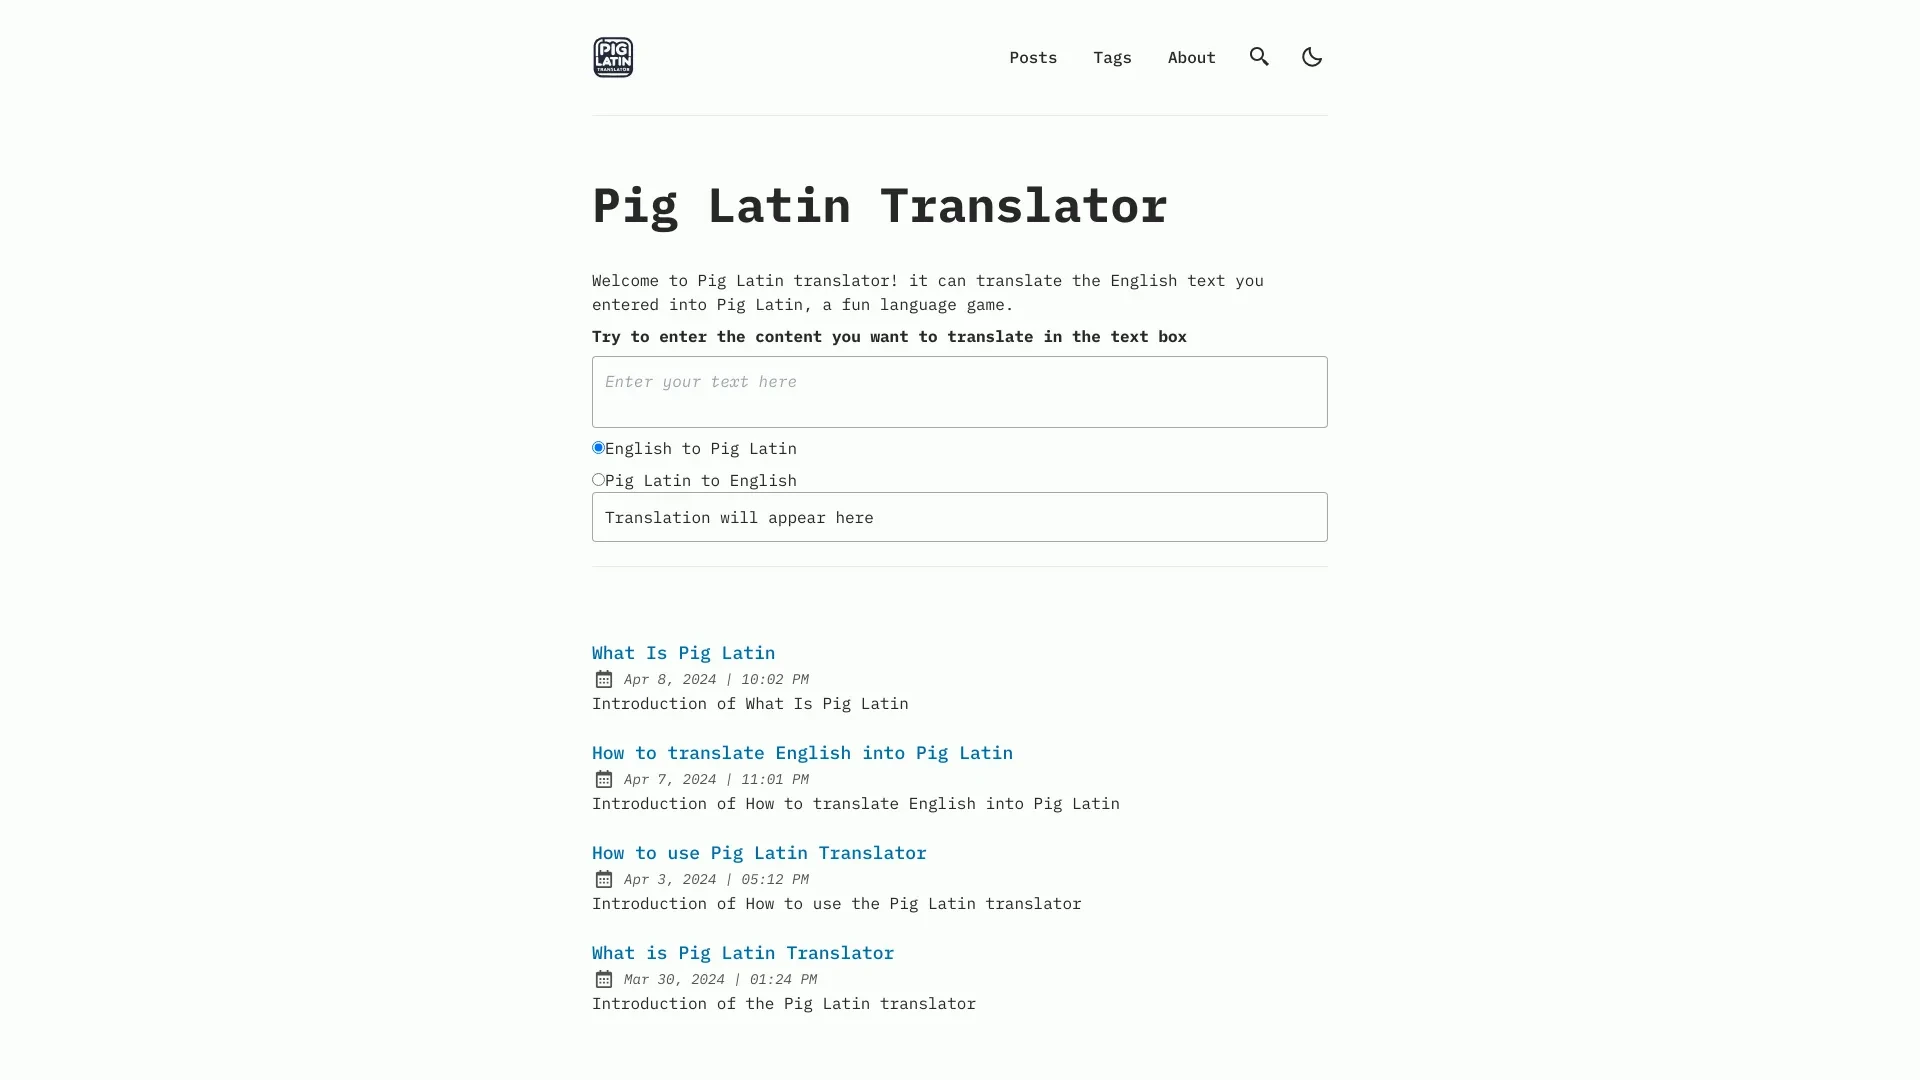 PIG
LATIN
TRANSLATOR
Posts
Tags
About
Pig Latin Translator
Welcome to Pig Latin translator! it can translate the English text you
entered into Pig Latin, a fun language game.
Try to enter the content you want to translate in the text box
Enter your text here
English to Pig Latin
Pig Latin to English
Translation will appear here
What Is Pig Latin
Apr 8, 2024 | 10:02 PM
Introduction of What Is Pig Latin
How to translate English into Pig Latin
Apr 7, 2024 | 11:01 PM
Introduction of How to translate English into Pig Latin
How to use Pig Latin Translator
Apr 3, 2024 | 05:12 PM
Introduction of How to use the Pig Latin translator
What is Pig Latin Translator
Mar 30, 2024 | 01:24 PM
Introduction of the Pig Latin translator